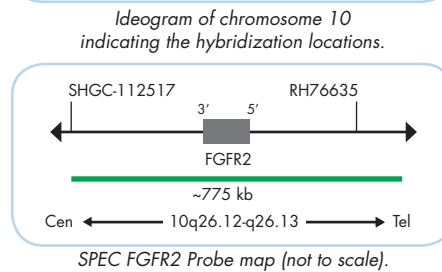 Ideogram of chromosome 10
indicating the hybridization locations.
SHGC-112517 RH76635
3’ 5’
FGFR2
~775 kb
Cen 10q26.12-q26.13 Tel
SPEC FGFR2 Probe map (not to scale).